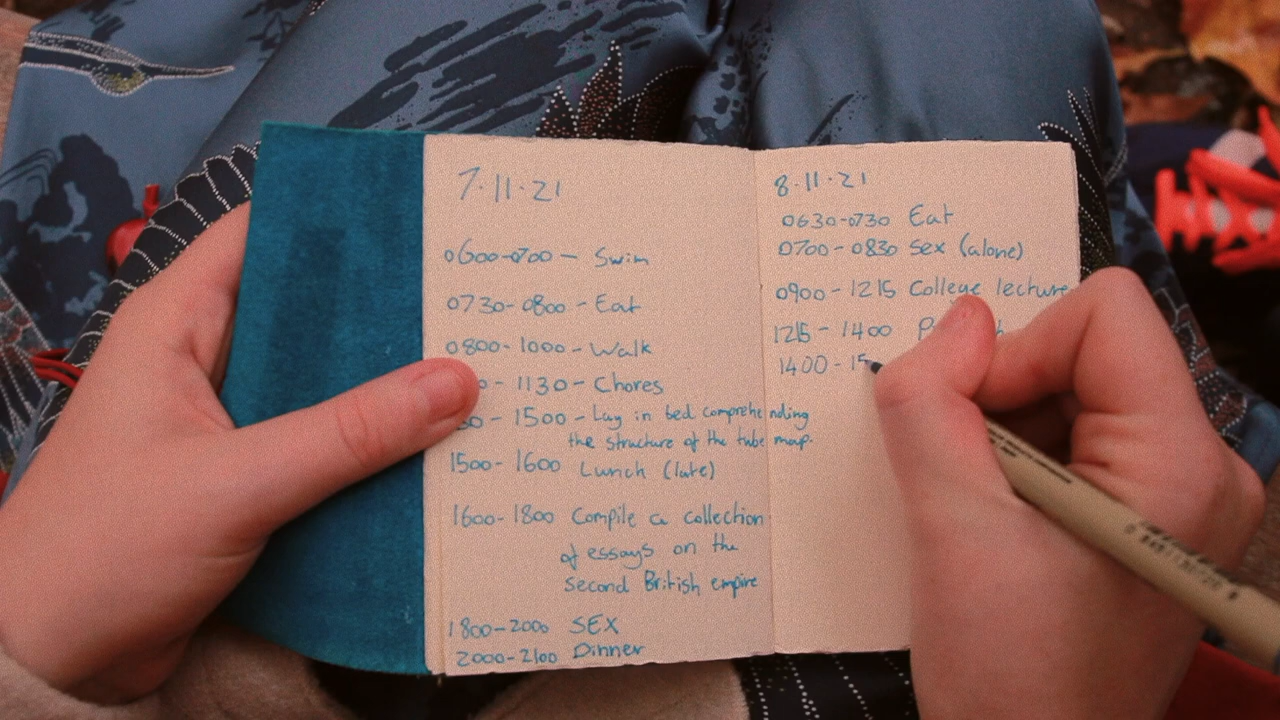 7.11.21
0600-0700 - Swim
0730-0800 - Eat
0800-1000 - Walk
- 1130 - Chores
- 1500 - Lay in bed comprehending
the structure of the tube map.
1500-1600 Lunch (late)
1600-1800 Compile a collection
of essays on the
second British empire
1800-2000 SEX
2000-2100 Dinner
8.11.21
0630-0730 Eat
0700-0830 Sex (alone)
0900-1215 College lecture
1215-1400
1400-15